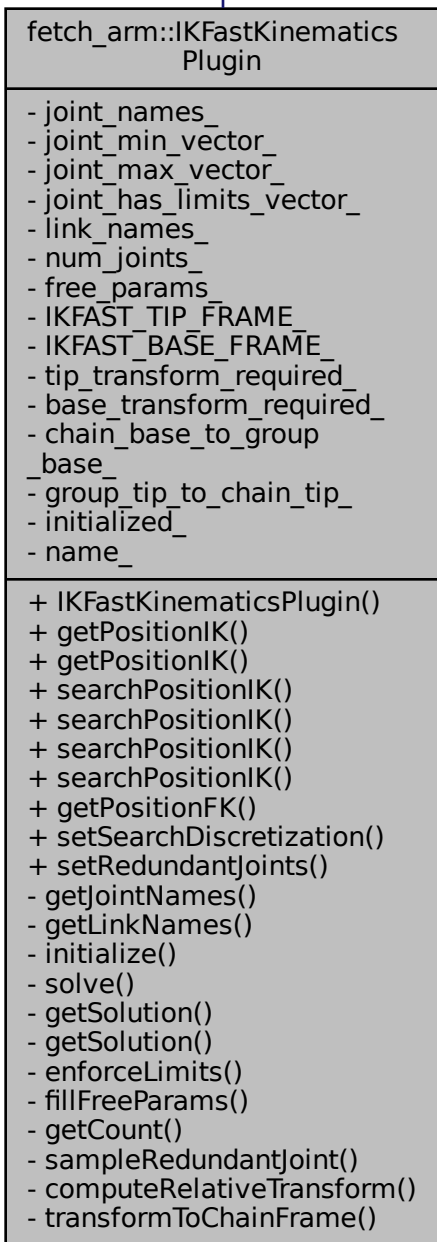 fetch_arm::IKFastKinematics
Plugin
- joint_names_
- joint_min_vector_
- joint_max_vector_
- joint_has_limits_vector_
- link_names_
- num_joints_
- free_params_
- IKFAST_TIP_FRAME_
- IKFAST_BASE_FRAME_
- tip_transform_required_
- base_transform_required_
- chain_base_to_group
_base_
- group_tip_to_chain_tip_
- initialized_
- name_
+ IKFastKinematicsPlugin()
+ getPositionIK()
+ getPositionIK()
+ searchPositionIK()
+ searchPositionIK()
+ searchPositionIK()
+ searchPositionIK()
+ getPositionFK()
+ setSearchDiscretization()
+ setRedundantJoints()
- getJointNames()
- getLinkNames()
- initialize()
- solve()
- getSolution()
- getSolution()
- enforceLimits()
- fillFreeParams()
- getCount()
- sampleRedundantJoint()
- computeRelativeTransform()
- transformToChainFrame()